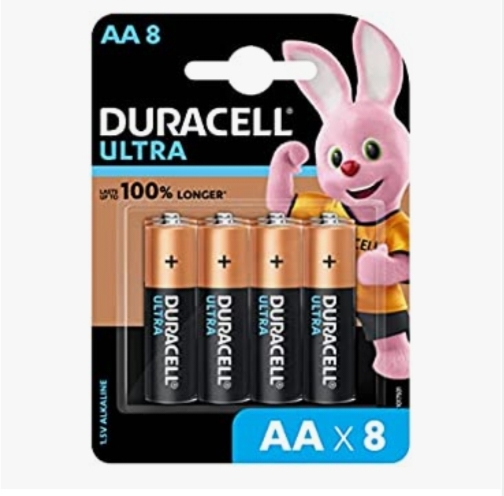 AA 8
DURACELL®
ULTRA
LASTS UP TO 100% LONGER*
CELL
+ + + +
DURACELL®
ULTRA
DURACELL®
ULTRA
DURACELL®
ULTRA
DURACELL®
ULTRA
1.5V ALKALINE
AA x 8